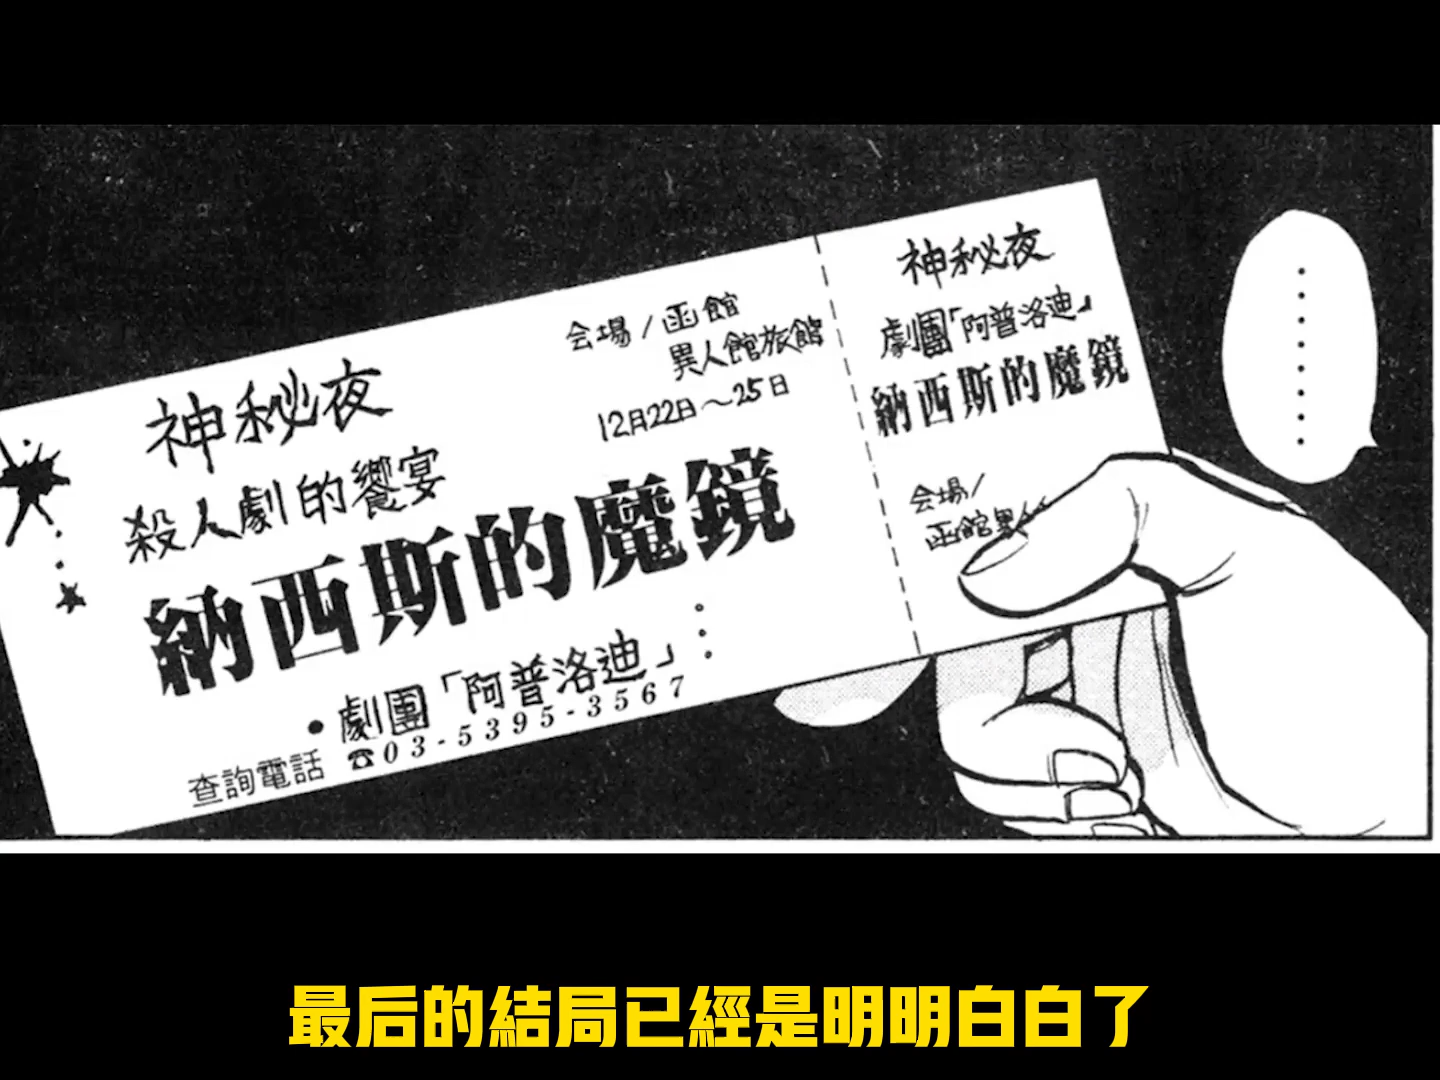 神秘夜
殺人劇的饗宴
納西斯的魔鏡
会場/函館
異人館旅館
12月22日～25日
●劇團「阿普洛迪」
查詢電話 ☎03-5395-3567
神秘夜
劇團「阿普洛迪」
納西斯的魔鏡
会場/
函館異人
最后的結局已經是明明白白了